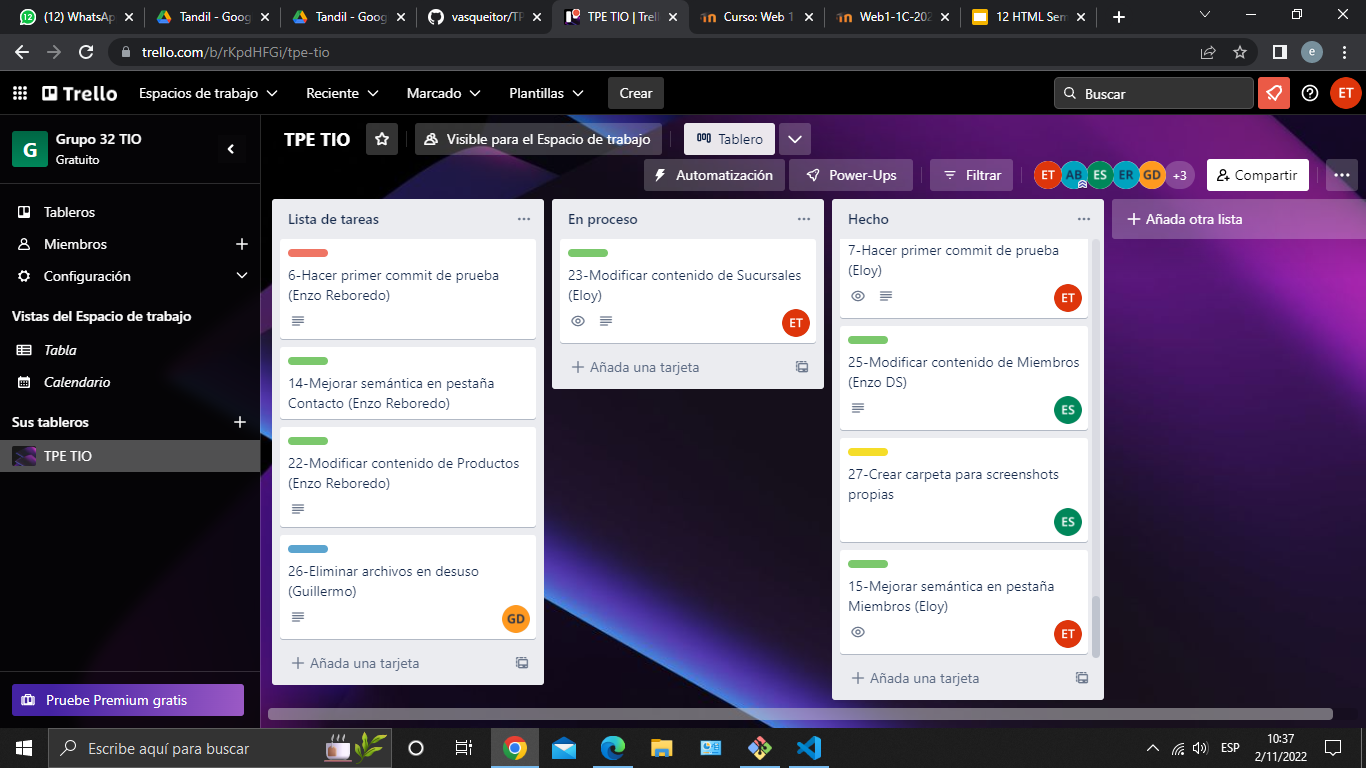 (12) WhatsAp
Tandil - Goog
Tandil - Goog
vasqueitor/TP
TPE TIO | Trell
Curso: Web 1
Web1-1C-202
12 HTML Sem
trello.com/b/rKpdHFGi/tpe-tio
e
Trello
Espacios de trabajo
Reciente
Marcado
Plantillas
Crear
Buscar
ET
G
Grupo 32 TIO
Gratuito
TPE TIO
Visible para el Espacio de trabajo
Tablero
Automatización
Power-Ups
Filtrar
ET
AB
ES
ER
GD
+3
Compartir
Tableros
Miembros
Configuración
Vistas del Espacio de trabajo
Tabla
Calendario
Sus tableros
TPE TIO
Pruebe Premium gratis
Lista de tareas
6-Hacer primer commit de prueba
(Enzo Reboredo)
14-Mejorar semántica en pestaña
Contacto (Enzo Reboredo)
22-Modificar contenido de Productos
(Enzo Reboredo)
26-Eliminar archivos en desuso
(Guillermo)
GD
Añada una tarjeta
En proceso
23-Modificar contenido de Sucursales
(Eloy)
ET
Añada una tarjeta
Hecho
7-Hacer primer commit de prueba
(Eloy)
ET
25-Modificar contenido de Miembros
(Enzo DS)
ES
27-Crear carpeta para screenshots
propias
ES
15-Mejorar semántica en pestaña
Miembros (Eloy)
ET
Añada una tarjeta
Añada otra lista
Escribe aquí para buscar
ESP
10:37
2/11/2022